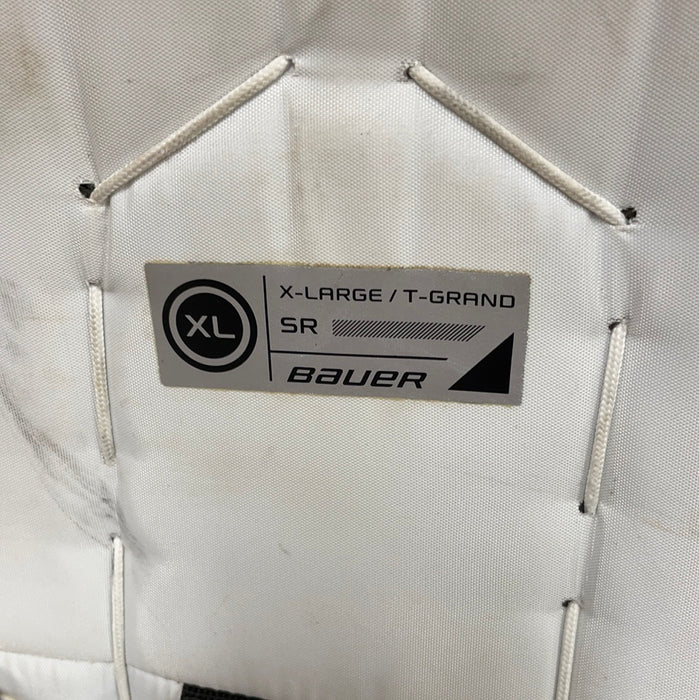 XL
X-LARGE / T-GRAND
SR
BAUER